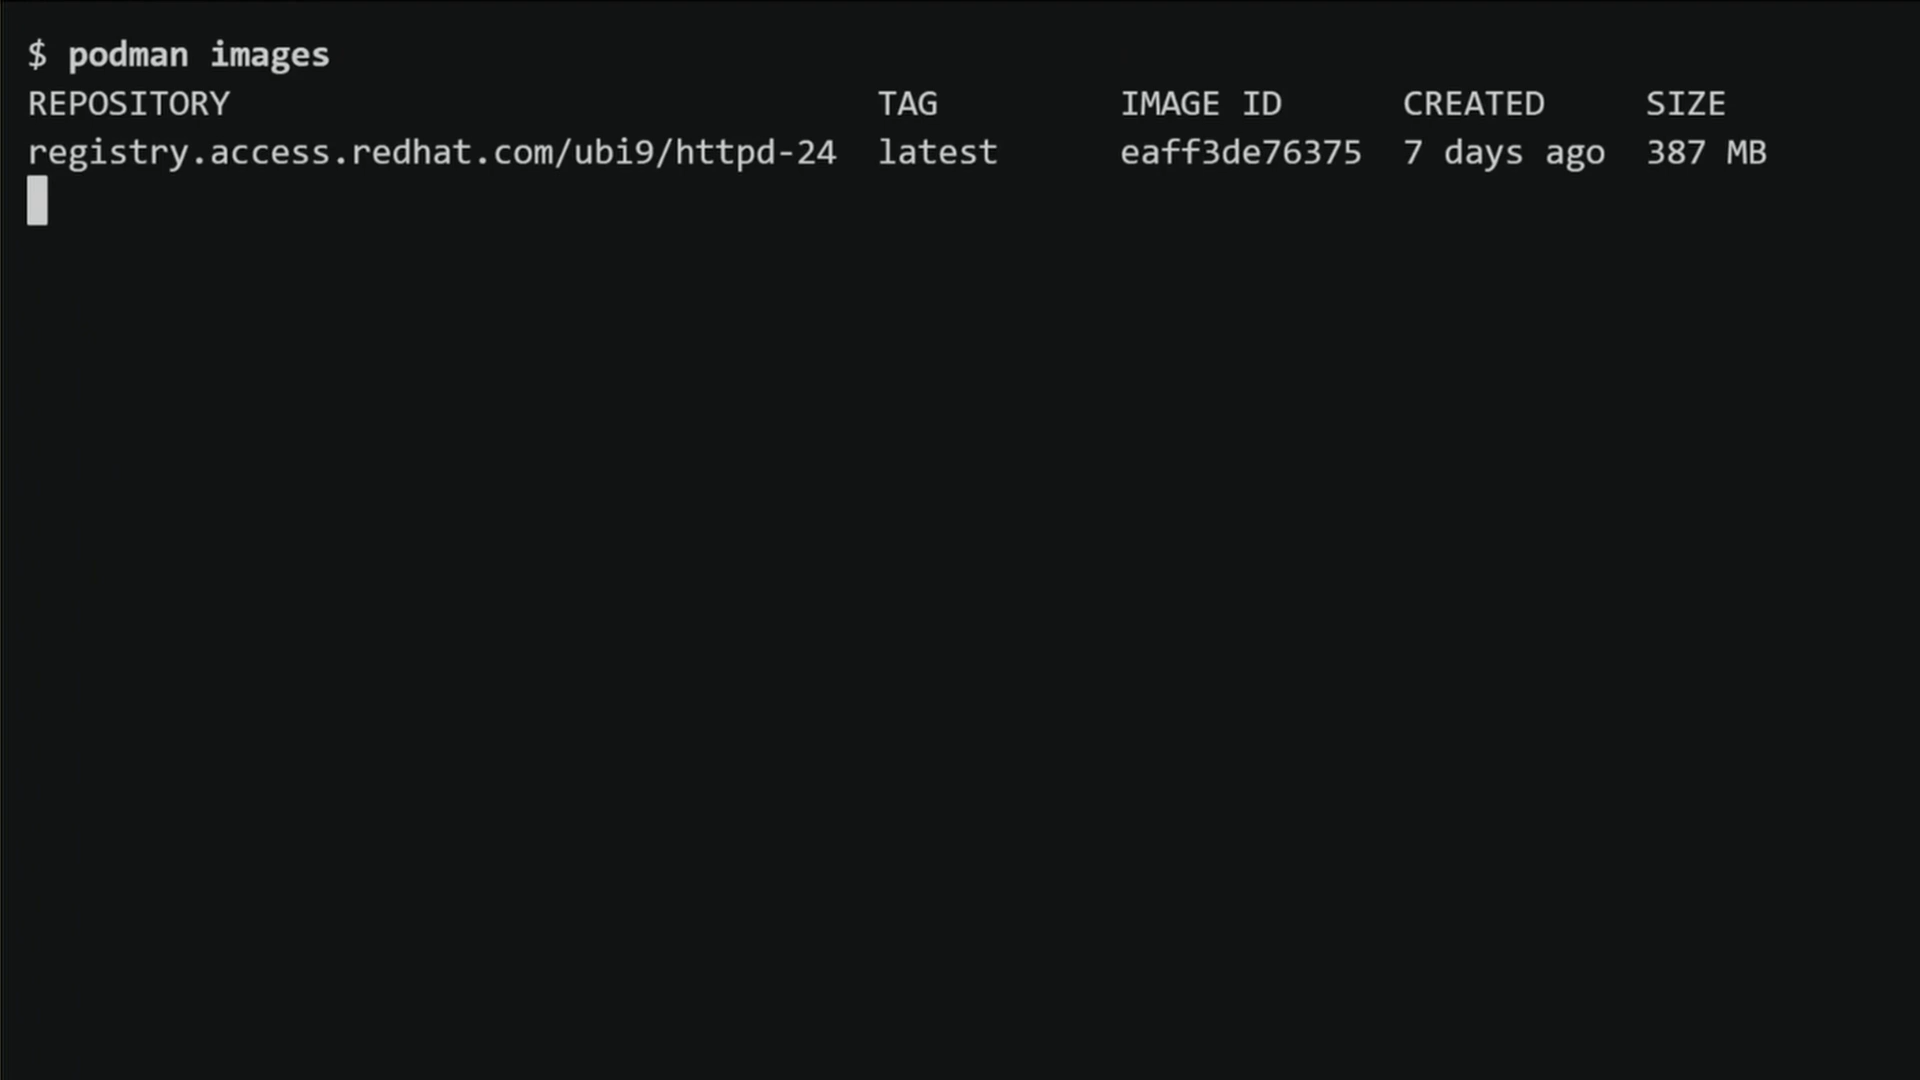 $ podman images
REPOSITORY TAG IMAGE ID CREATED SIZE
registry.access.redhat.com/ubi9/httpd-24 latest eaff3de76375 7 days ago 387 MB